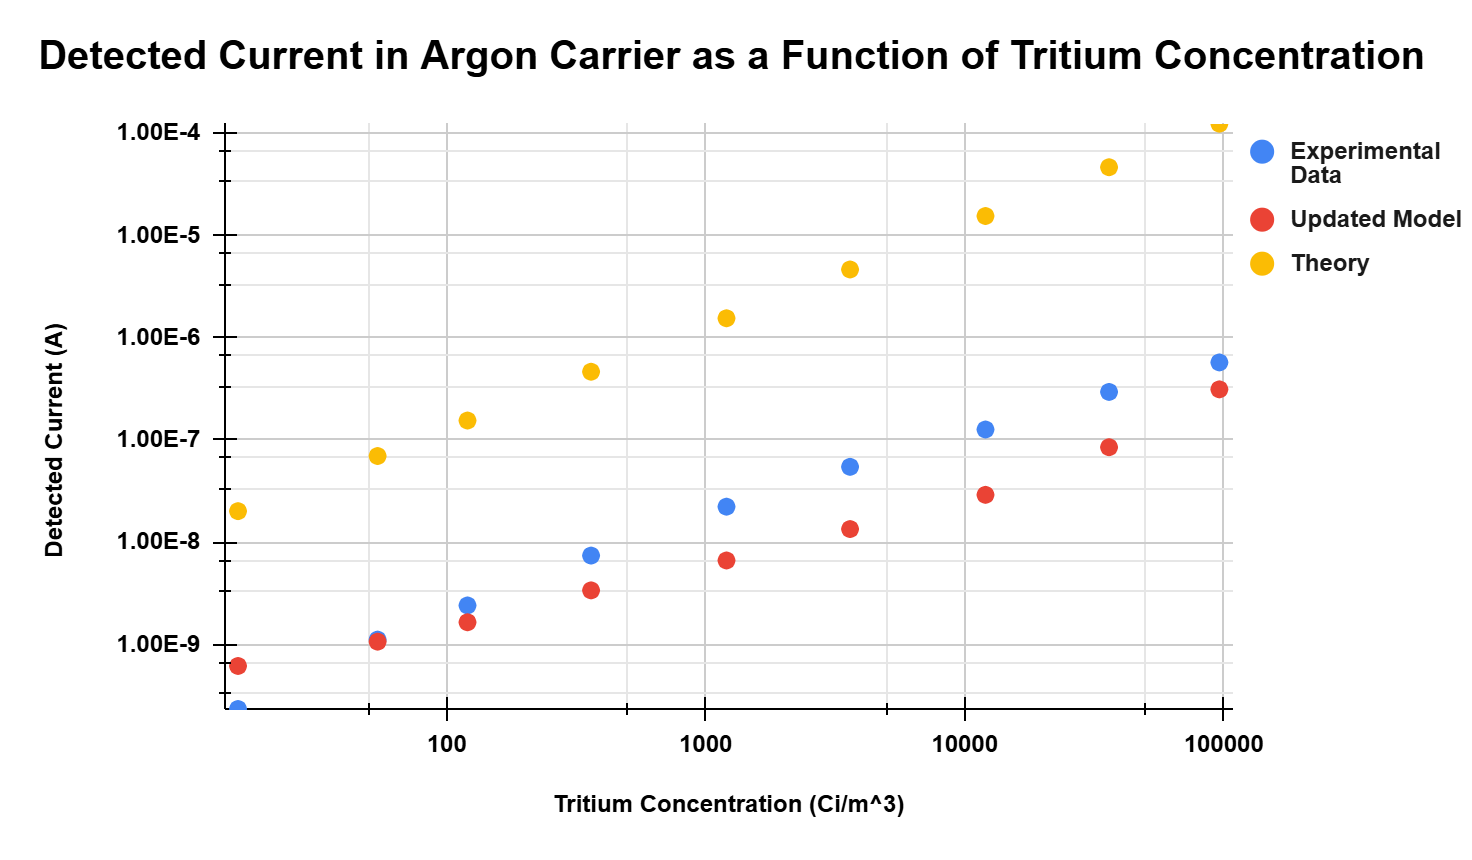 Detected Current in Argon Carrier as a Function of Tritium Concentration
1.00E-4
1.00E-5
1.00E-6
1.00E-7
1.00E-8
1.00E-9
Detected Current (A)
100
1000
10000
100000
Tritium Concentration (Ci/m^3)
Experimental
Data
Updated Model
Theory